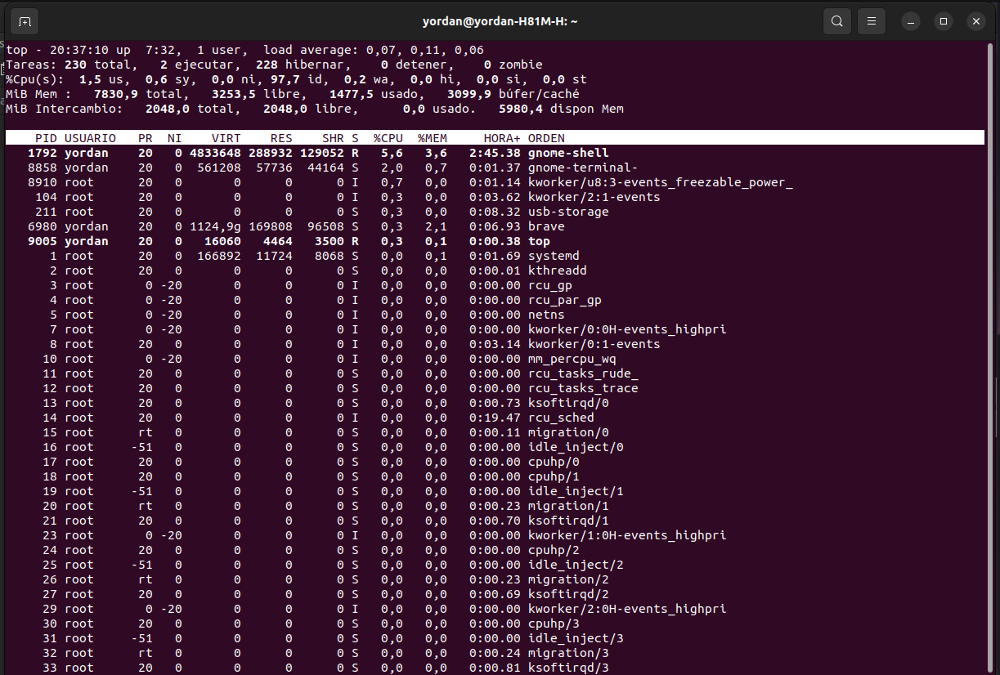 yordan@yordan-H81M-H: ~
top - 20:37:10 up  7:32,  1 user,  load average: 0,07, 0,11, 0,06
Tareas: 230 total,   2 ejecutar, 228 hibernar,    0 detener,    0 zombie
%Cpu(s):  1,5 us,  0,6 sy,  0,0 ni, 97,7 id,  0,2 wa,  0,0 hi,  0,0 si,  0,0 st
MiB Mem :   7830,9 total,   3253,5 libre,   1477,5 usado,   3099,9 búfer/caché
MiB Intercambio:   2048,0 total,   2048,0 libre,      0,0 usado.   5980,4 dispon Mem
PID USUARIO   PR  NI    VIRT    RES    SHR S  %CPU  %MEM     HORA+ ORDEN
1792 yordan    20   0 4833648 288932 129052 R   5,6   3,6   2:45.38 gnome-shell
8858 yordan    20   0  561208  57736  44164 S   2,0   0,7   0:01.37 gnome-terminal-
8910 root      20   0       0      0      0 I   0,7   0,0   0:01.14 kworker/u8:3-events_freezable_power_
104 root      20   0       0      0      0 I   0,3   0,0   0:03.62 kworker/2:1-events
211 root      20   0       0      0      0 S   0,3   0,0   0:08.32 usb-storage
6980 yordan    20   0 1124,9g 169808  96508 S   0,3   2,1   0:06.93 brave
9005 yordan    20   0   16060   4464   3500 R   0,3   0,1   0:00.38 top
1 root      20   0  166892  11724   8068 S   0,0   0,1   0:01.69 systemd
2 root      20   0       0      0      0 S   0,0   0,0   0:00.01 kthreadd
3 root       0 -20       0      0      0 I   0,0   0,0   0:00.00 rcu_gp
4 root       0 -20       0      0      0 I   0,0   0,0   0:00.00 rcu_par_gp
5 root       0 -20       0      0      0 I   0,0   0,0   0:00.00 netns
7 root       0 -20       0      0      0 I   0,0   0,0   0:00.00 kworker/0:0H-events_highpri
8 root      20   0       0      0      0 I   0,0   0,0   0:03.14 kworker/0:1-events
10 root       0 -20       0      0      0 I   0,0   0,0   0:00.00 mm_percpu_wq
11 root      20   0       0      0      0 S   0,0   0,0   0:00.00 rcu_tasks_rude_
12 root      20   0       0      0      0 S   0,0   0,0   0:00.00 rcu_tasks_trace
13 root      20   0       0      0      0 S   0,0   0,0   0:00.73 ksoftirqd/0
14 root      20   0       0      0      0 I   0,0   0,0   0:19.47 rcu_sched
15 root      rt   0       0      0      0 S   0,0   0,0   0:00.11 migration/0
16 root     -51   0       0      0      0 S   0,0   0,0   0:00.00 idle_inject/0
17 root      20   0       0      0      0 S   0,0   0,0   0:00.00 cpuhp/0
18 root      20   0       0      0      0 S   0,0   0,0   0:00.00 cpuhp/1
19 root     -51   0       0      0      0 S   0,0   0,0   0:00.00 idle_inject/1
20 root      rt   0       0      0      0 S   0,0   0,0   0:00.23 migration/1
21 root      20   0       0      0      0 S   0,0   0,0   0:00.70 ksoftirqd/1
23 root       0 -20       0      0      0 I   0,0   0,0   0:00.00 kworker/1:0H-events_highpri
24 root      20   0       0      0      0 S   0,0   0,0   0:00.00 cpuhp/2
25 root     -51   0       0      0      0 S   0,0   0,0   0:00.00 idle_inject/2
26 root      rt   0       0      0      0 S   0,0   0,0   0:00.23 migration/2
27 root      20   0       0      0      0 S   0,0   0,0   0:00.69 ksoftirqd/2
29 root       0 -20       0      0      0 I   0,0   0,0   0:00.00 kworker/2:0H-events_highpri
30 root      20   0       0      0      0 S   0,0   0,0   0:00.00 cpuhp/3
31 root     -51   0       0      0      0 S   0,0   0,0   0:00.00 idle_inject/3
32 root      rt   0       0      0      0 S   0,0   0,0   0:00.24 migration/3
33 root      20   0       0      0      0 S   0,0   0,0   0:00.81 ksoftirqd/3